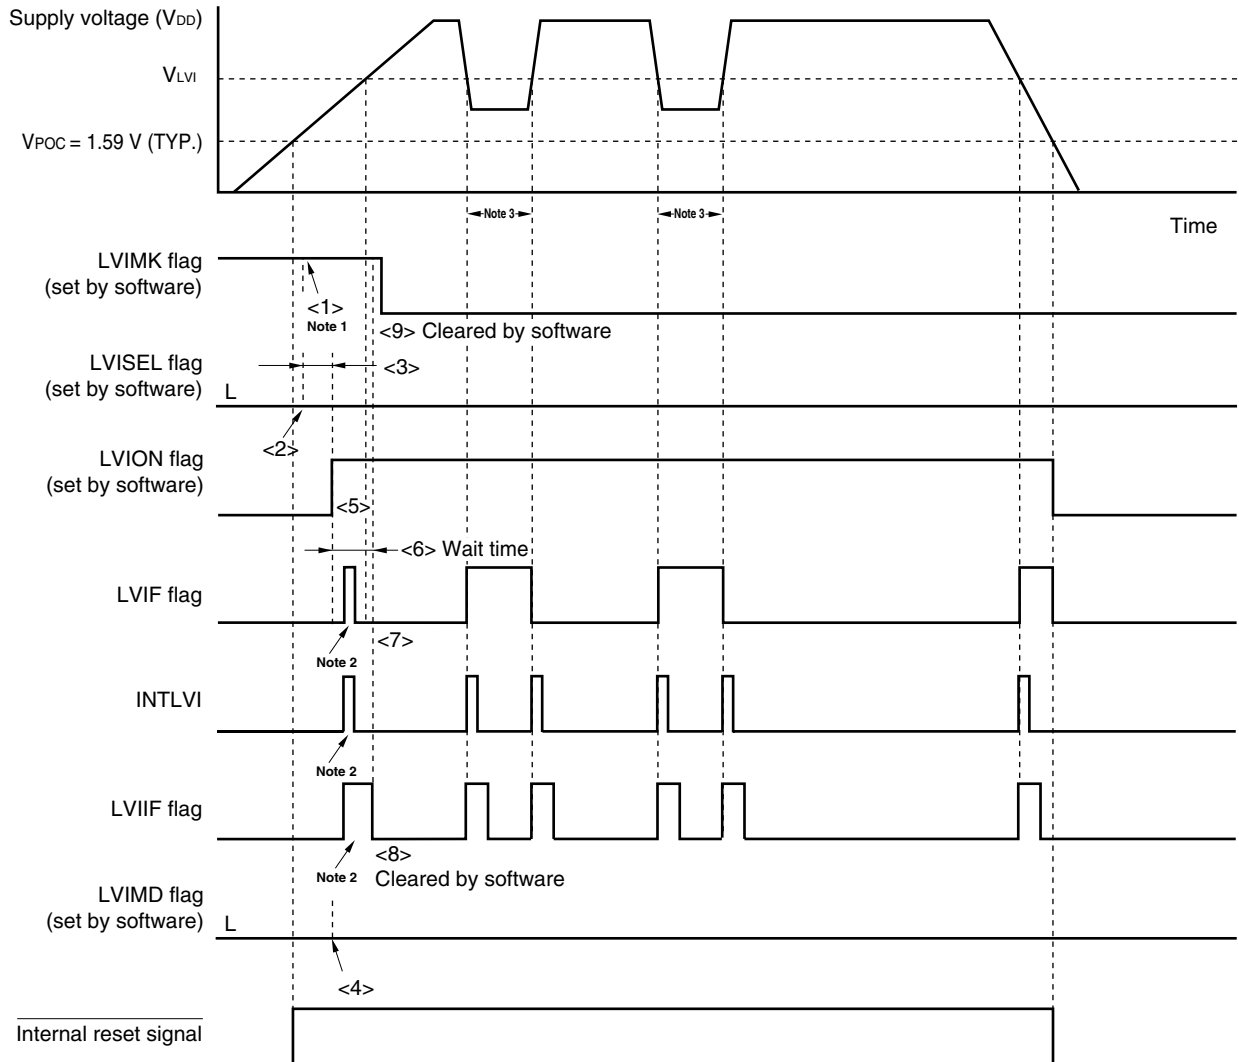 Supply voltage (VDD)
VLVI
VPOC = 1.59 V (TYP.)
Note 3
Note 3
Time
LVIMK flag
(set by software)
<1>
Note 1
<9> Cleared by software
LVISEL flag
(set by software)
L
<3>
<2>
LVION flag
(set by software)
<5>
<6> Wait time
LVIF flag
<7>
Note 2
INTLVI
Note 2
LVIIF flag
<8>
Note 2
Cleared by software
LVIMD flag
(set by software)
L
<4>
Internal reset signal